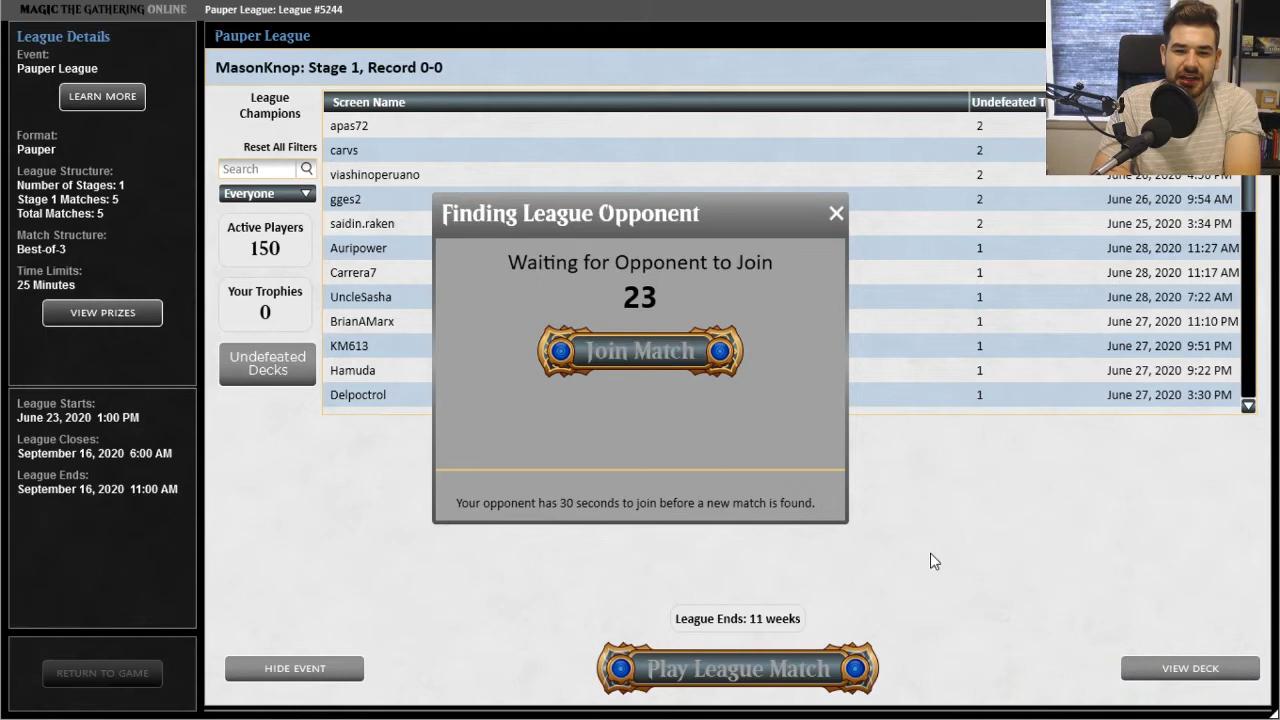 MAGIC THE GATHERING ONLINE
Pauper League: League #5244
League Details
Event:
Pauper League
LEARN MORE
Format:
Pauper
League Structure:
Number of Stages: 1
Stage 1 Matches: 5
Total Matches: 5
Match Structure:
Best-of-3
Time Limits:
25 Minutes
VIEW PRIZES
League Starts:
June 23, 2020 1:00 PM
League Closes:
September 16, 2020 6:00 AM
League Ends:
September 16, 2020 11:00 AM
RETURN TO GAME
Pauper League
MasonKnop: Stage 1, Record 0-0
League
Champions
Reset All Filters
Search
Everyone
Active Players
150
Your Trophies
0
Undefeated
Decks
Screen Name Undefeated T
apas72 2
carvs 2
viashinoperuano 2
gges2 2 June 26, 2020 9:54 AM
saidin.raken 2 June 25, 2020 3:34 PM
Auripower 1 June 28, 2020 11:27 AM
Carrera7 1 June 28, 2020 11:17 AM
UncleSasha 1 June 28, 2020 7:22 AM
BrianAMarx 1 June 27, 2020 11:10 PM
KM613 1 June 27, 2020 9:51 PM
Hamuda 1 June 27, 2020 9:22 PM
Delpoctrol 1 June 27, 2020 3:30 PM
Finding League Opponent
Waiting for Opponent to Join
23
Join Match
Your opponent has 30 seconds to join before a new match is found.
League Ends: 11 weeks
HIDE EVENT
Play League Match
VIEW DECK